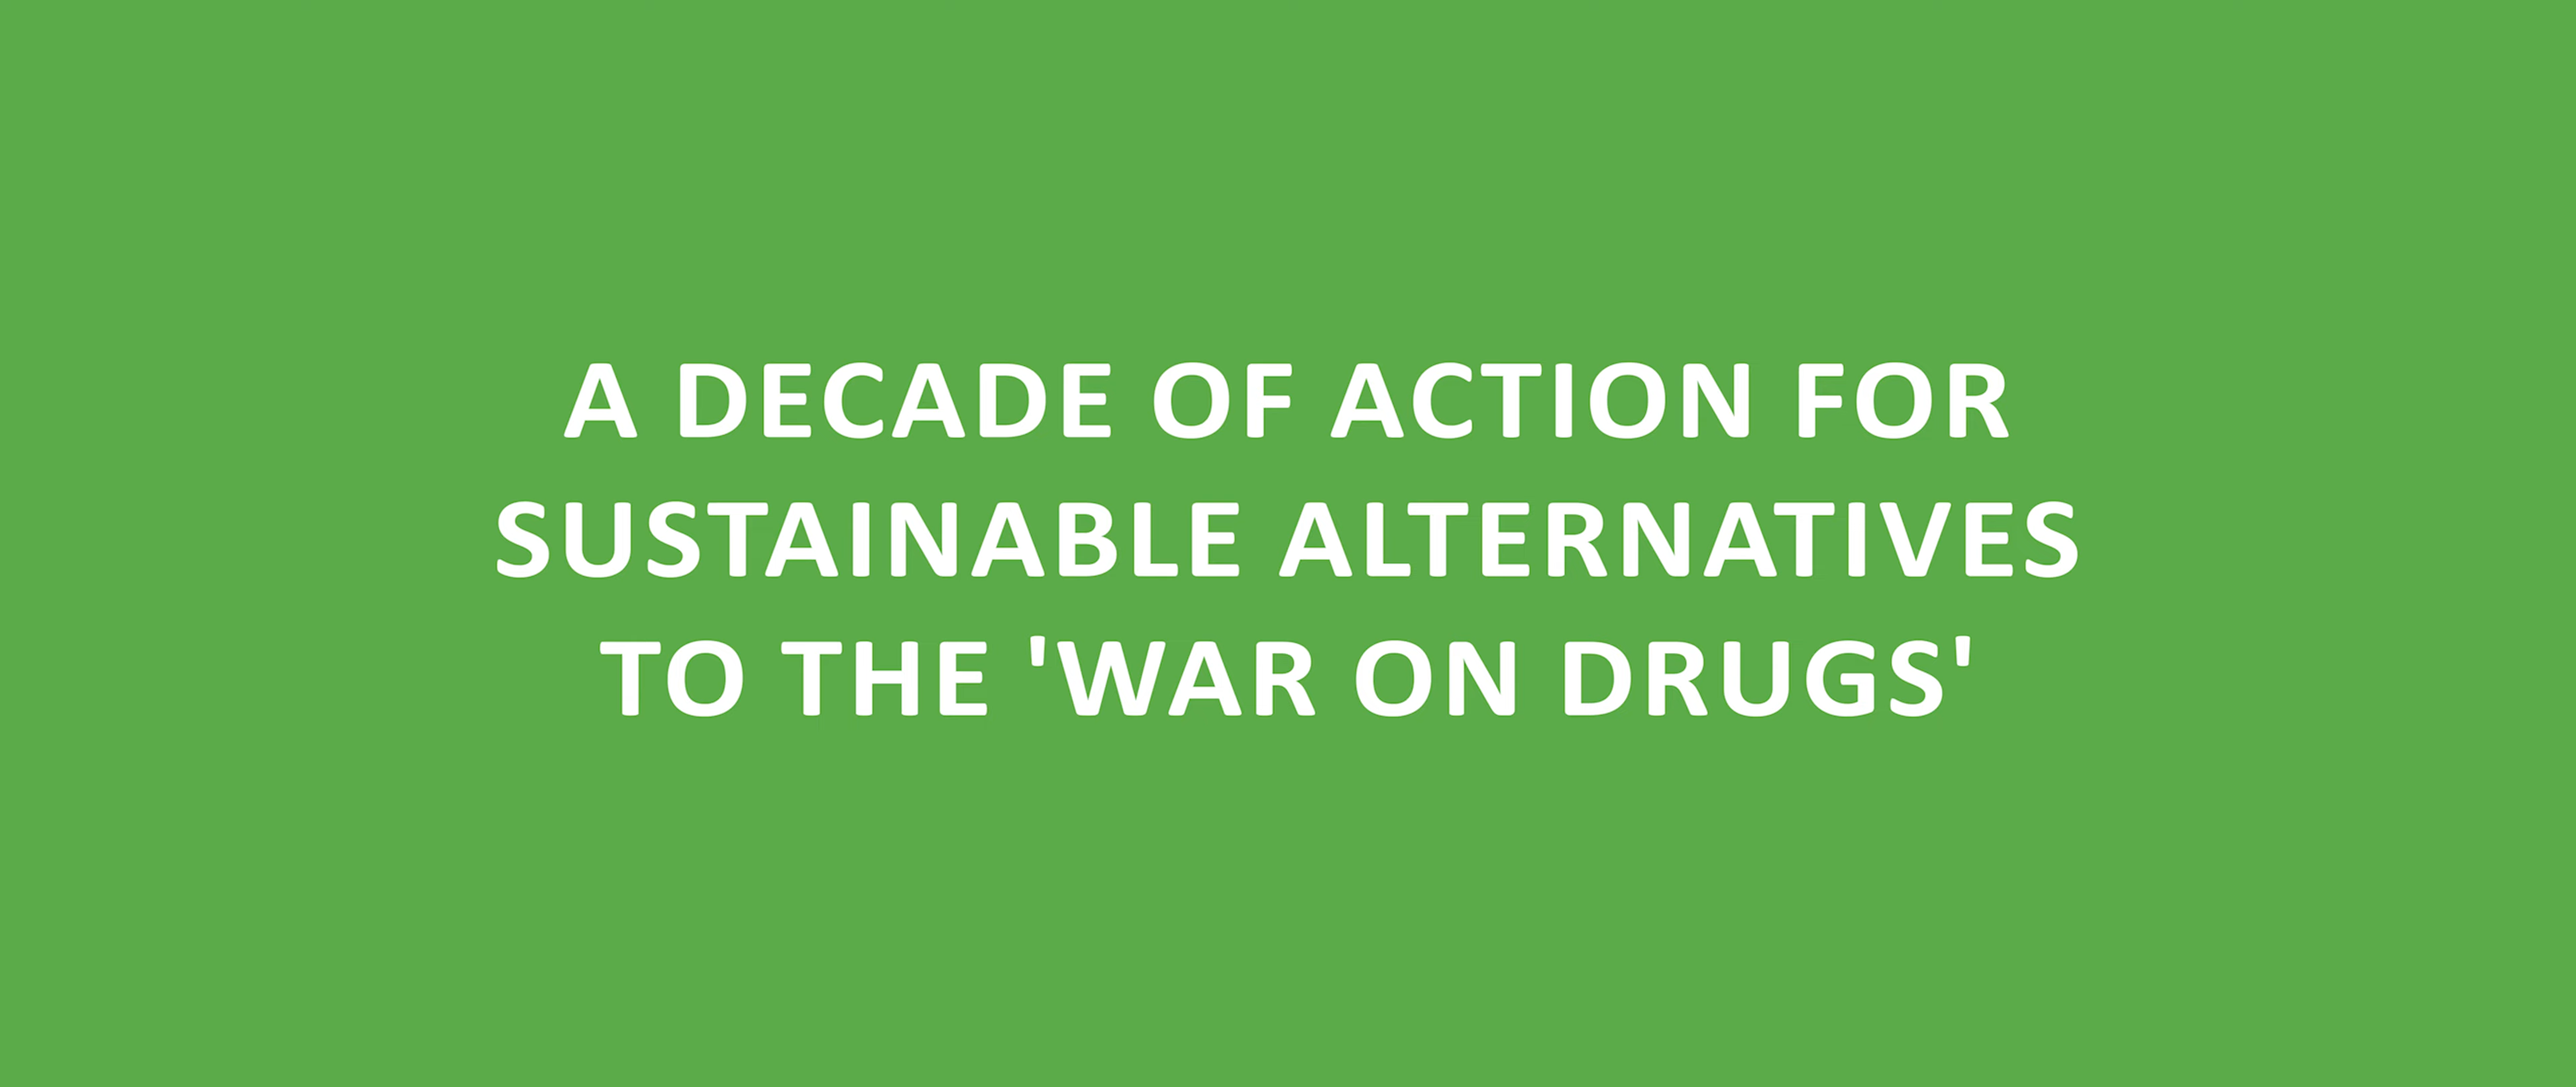 A DECADE OF ACTION FOR
SUSTAINABLE ALTERNATIVES
TO THE 'WAR ON DRUGS'